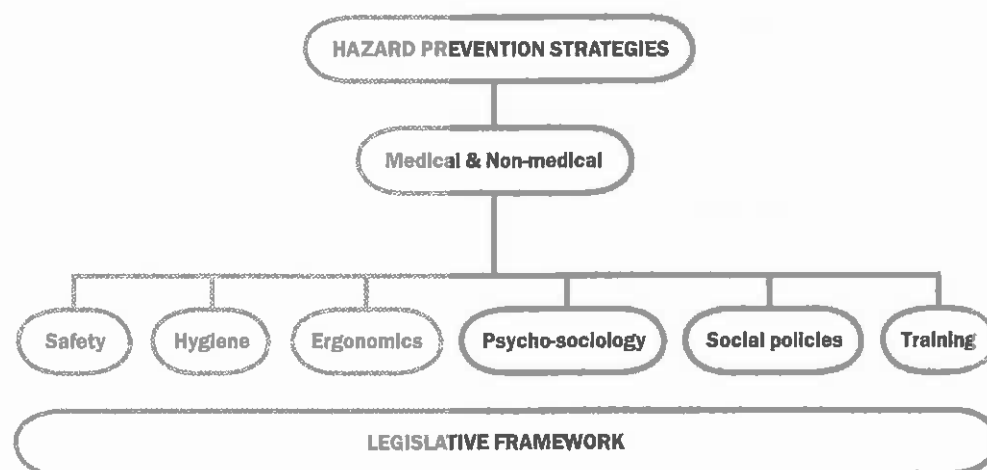 HAZARD PREVENTION STRATEGIES
Medical & Non-medical
Safety Hygiene Ergonomics Psycho-sociology Social policies Training
LEGISLATIVE FRAMEWORK